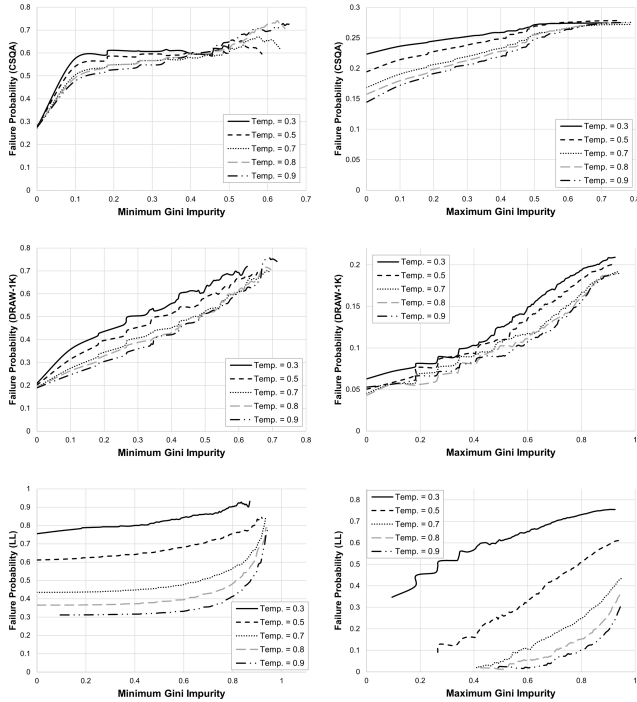 Failure Probability (CSQA)
0.8
0.7
0.6
0.5
0.4
0.3
0.2
0.1
0
Temp. = 0.3
Temp. = 0.5
Temp. = 0.7
Temp. = 0.8
Temp. = 0.9
0 0.1 0.2 0.3 0.4 0.5 0.6 0.7
Minimum Gini Impurity
Failure Probability (CSQA)
0.3
0.25
0.2
0.15
0.1
0.05
0
Temp. = 0.3
Temp. = 0.5
Temp. = 0.7
Temp. = 0.8
Temp. = 0.9
0 0.1 0.2 0.3 0.4 0.5 0.6 0.7 0.8
Maximum Gini Impurity
Failure Probability (DRAW-1K)
0.8
0.7
0.6
0.5
0.4
0.3
0.2
0.1
0
Temp. = 0.3
Temp. = 0.5
Temp. = 0.7
Temp. = 0.8
Temp. = 0.9
0 0.1 0.2 0.3 0.4 0.5 0.6 0.7 0.8
Minimum Gini Impurity
Failure Probability (DRAW-1K)
0.2
0.15
0.1
0.05
0
Temp. = 0.3
Temp. = 0.5
Temp. = 0.7
Temp. = 0.8
Temp. = 0.9
0 0.2 0.4 0.6 0.8 1
Maximum Gini Impurity
Failure Probability (LL)
1
0.9
0.8
0.7
0.6
0.5
0.4
0.3
0.2
0.1
0
Temp. = 0.3
Temp. = 0.5
Temp. = 0.7
Temp. = 0.8
Temp. = 0.9
0 0.2 0.4 0.6 0.8 1
Minimum Gini Impurity
Failure Probability (LL)
0.8
0.7
0.6
0.5
0.4
0.3
0.2
0.1
0
Temp. = 0.3
Temp. = 0.5
Temp. = 0.7
Temp. = 0.8
Temp. = 0.9
0 0.2 0.4 0.6 0.8 1
Maximum Gini Impurity